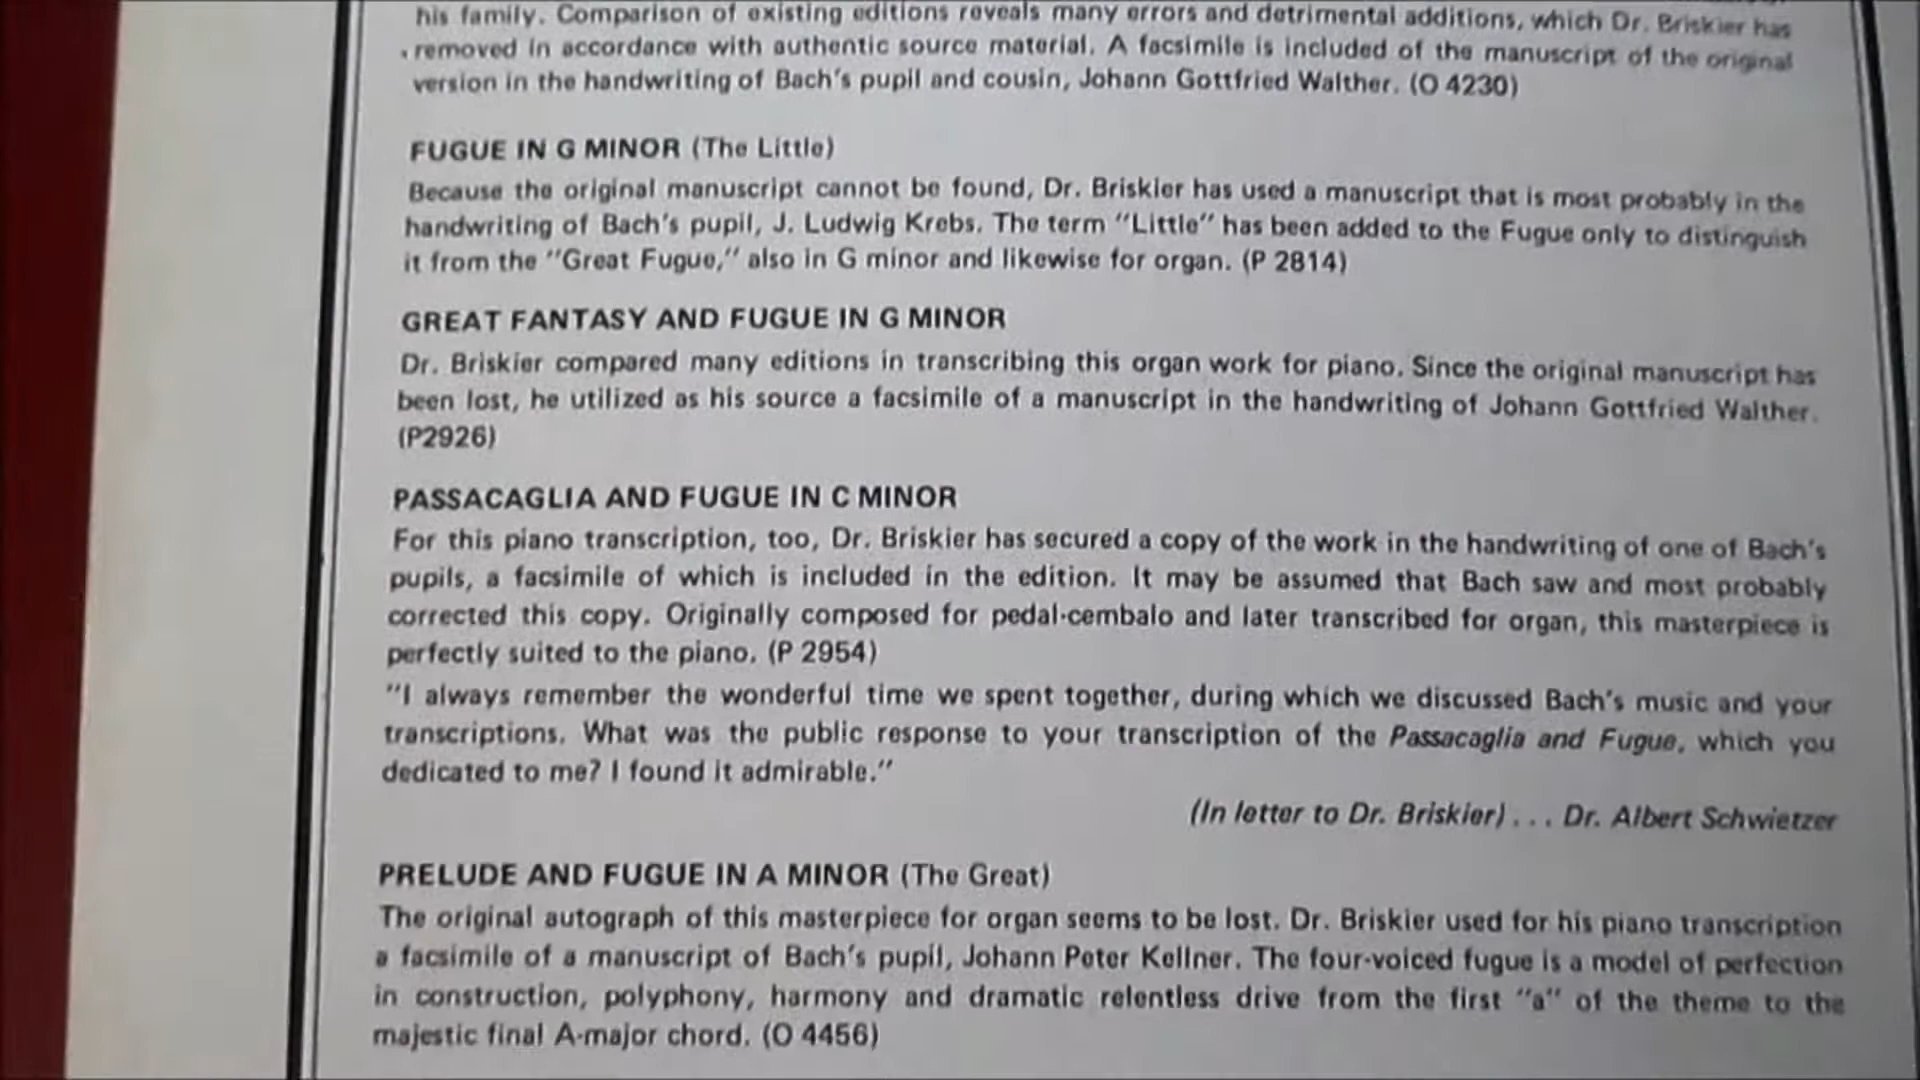 his family. Comparison of existing editions reveals many errors and detrimental additions, which Dr. Briskier has
removed in accordance with authentic source material. A facsimile is included of the manuscript of the original
version in the handwriting of Bach's pupil and cousin, Johann Gottfried Walther. (O 4230)
FUGUE IN G MINOR (The Little)
Because the original manuscript cannot be found, Dr. Briskier has used a manuscript that is most probably in the
handwriting of Bach's pupil, J. Ludwig Krebs. The term "Little" has been added to the Fugue only to distinguish
it from the "Great Fugue," also in G minor and likewise for organ. (P 2814)
GREAT FANTASY AND FUGUE IN G MINOR
Dr. Briskier compared many editions in transcribing this organ work for piano. Since the original manuscript has
been lost, he utilized as his source a facsimile of a manuscript in the handwriting of Johann Gottfried Walther.
(P2926)
PASSACAGLIA AND FUGUE IN C MINOR
For this piano transcription, too, Dr. Briskier has secured a copy of the work in the handwriting of one of Bach's
pupils, a facsimile of which is included in the edition. It may be assumed that Bach saw and most probably
corrected this copy. Originally composed for pedal-cembalo and later transcribed for organ, this masterpiece is
perfectly suited to the piano. (P 2954)
"I always remember the wonderful time we spent together, during which we discussed Bach's music and your
transcriptions. What was the public response to your transcription of the Passacaglia and Fugue, which you
dedicated to me? I found it admirable."
(In letter to Dr. Briskier) . . . Dr. Albert Schwietzer
PRELUDE AND FUGUE IN A MINOR (The Great)
The original autograph of this masterpiece for organ seems to be lost. Dr. Briskier used for his piano transcription
a facsimile of a manuscript of Bach's pupil, Johann Peter Kellner. The four-voiced fugue is a model of perfection
in construction, polyphony, harmony and dramatic relentless drive from the first "a" of the theme to the
majestic final A-major chord. (O 4456)